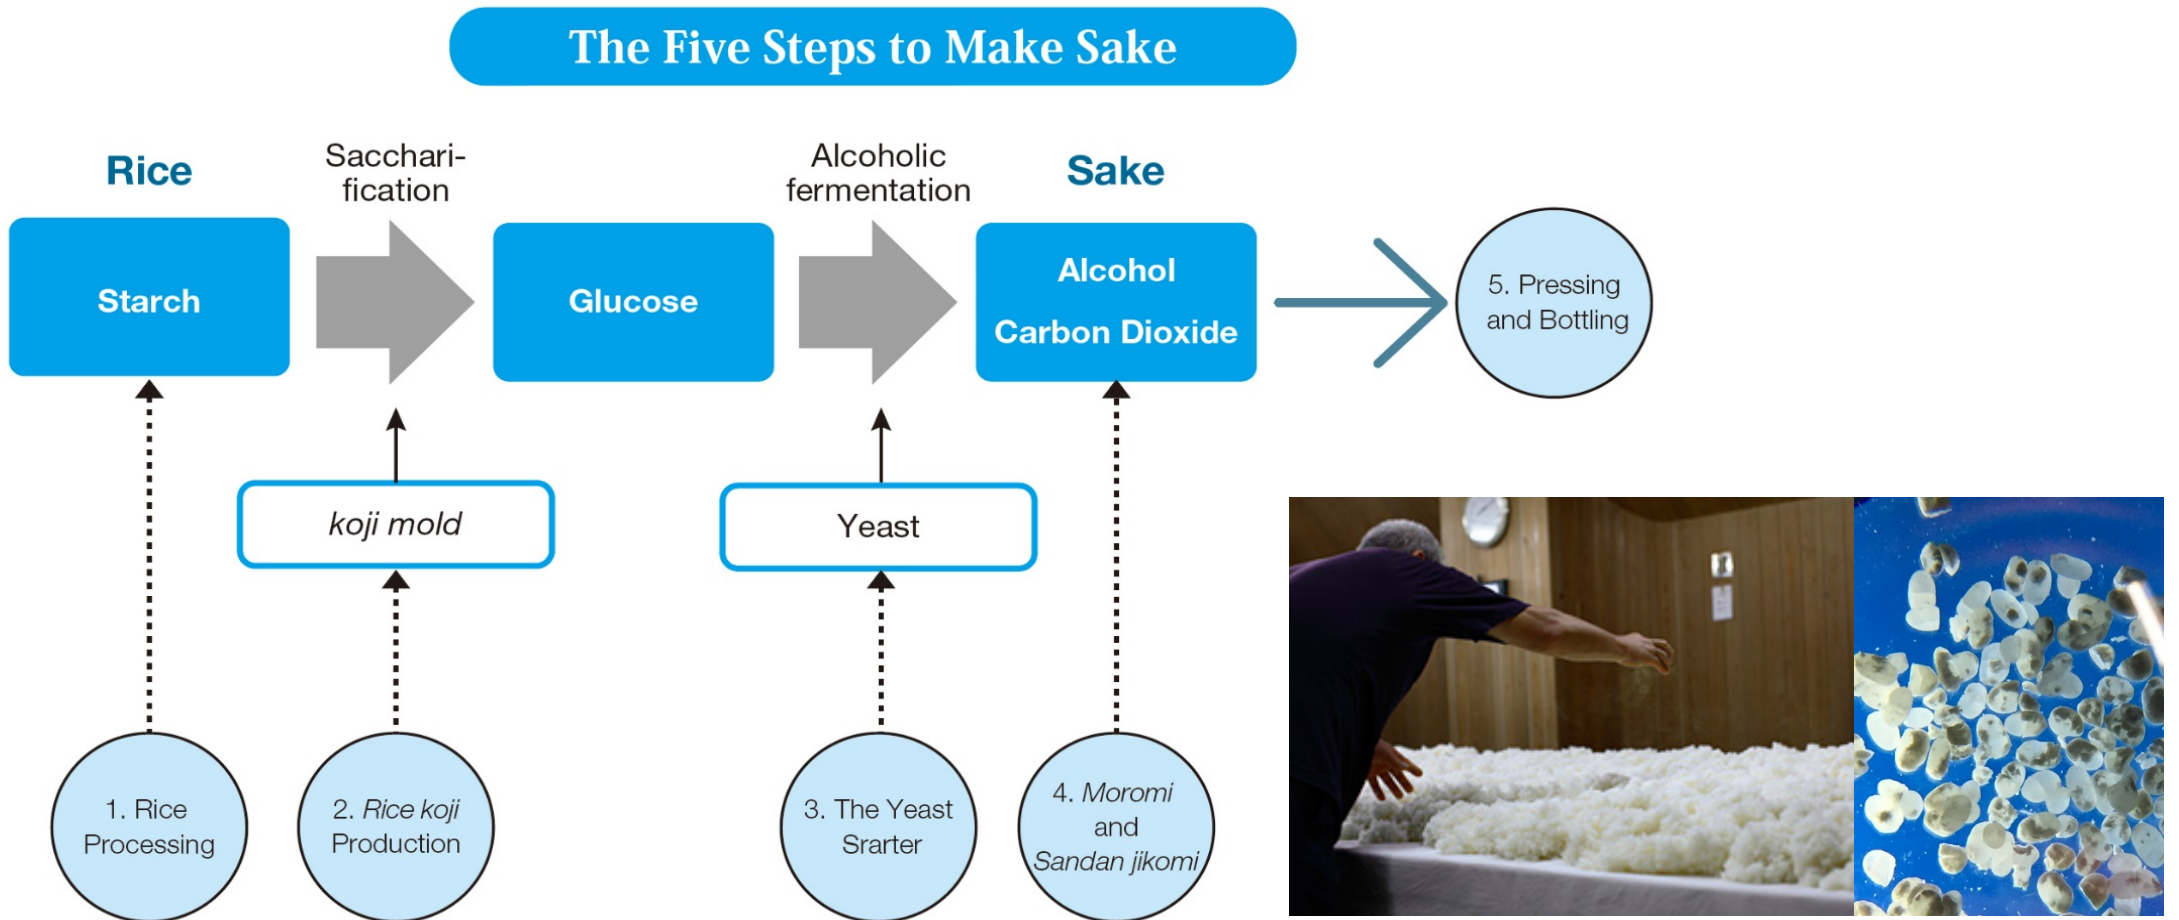 The Five Steps to Make Sake
Rice
Sacchari-
fication
Alcoholic
fermentation
Sake
Starch
Glucose
Alcohol
Carbon Dioxide
5. Pressing
and Bottling
koji mold
Yeast
1. Rice
Processing
2. Rice koji
Production
3. The Yeast
Srarter
4. Moromi
and
Sandan jikomi